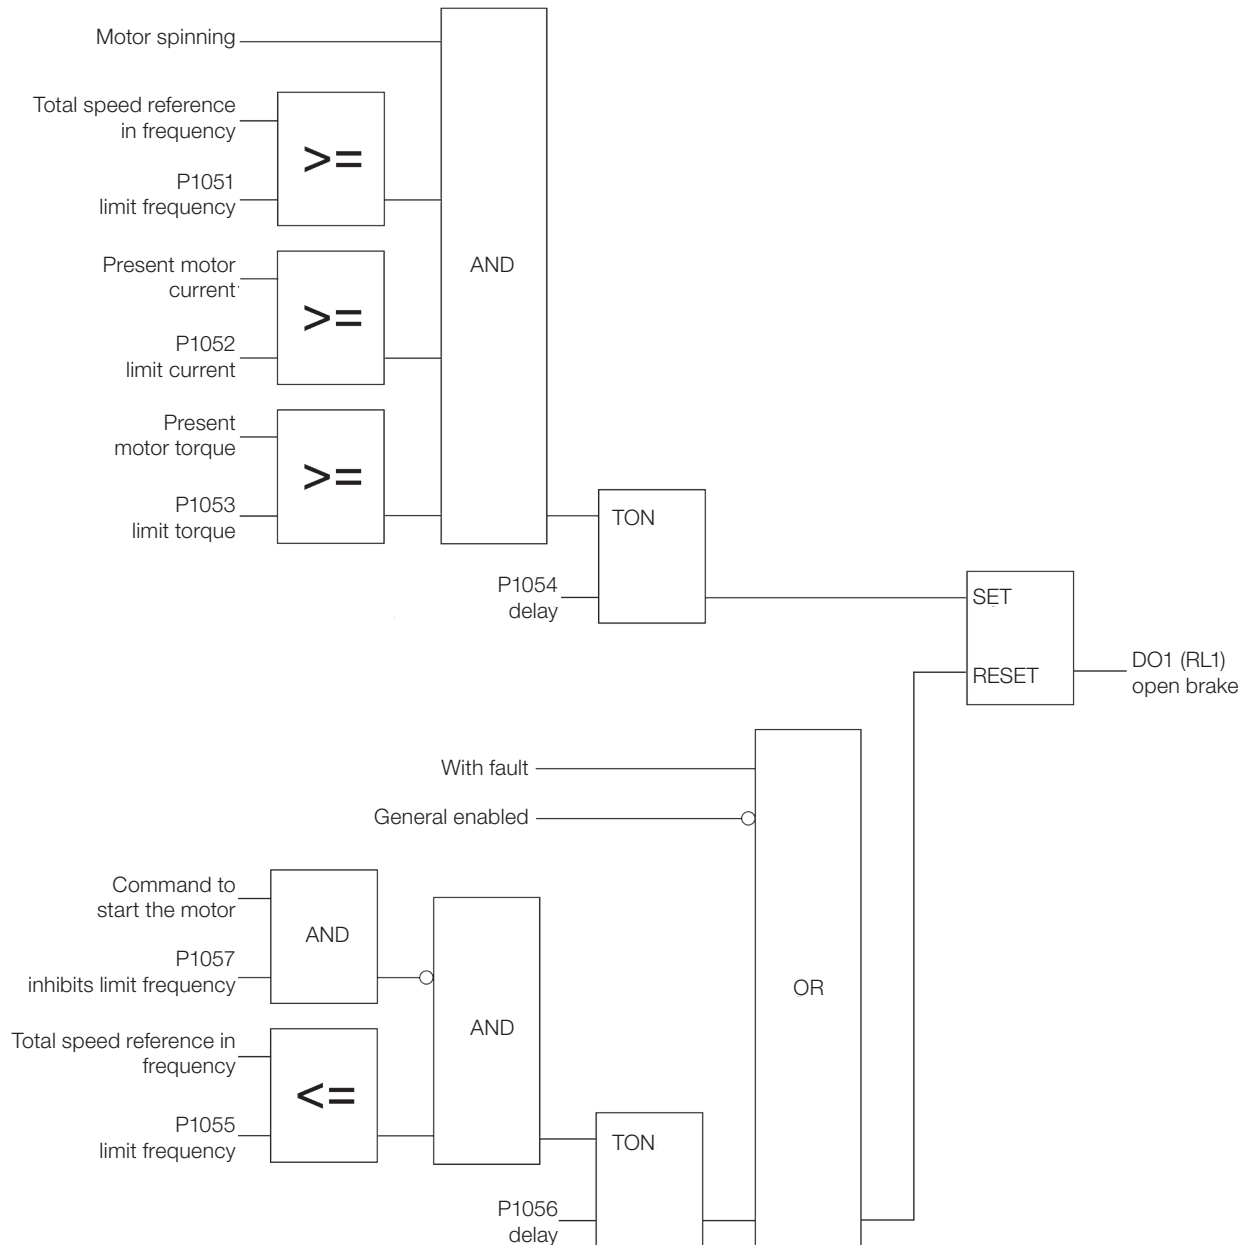 Motor spinning
Total speed reference
in frequency
>=
P1051
limit frequency
Present motor
current
>=
P1052
limit current
AND
Present
motor torque
>=
P1053
limit torque
TON
P1054
delay
SET
RESET
DO1 (RL1)
open brake
With fault
General enabled
Command to
start the motor
AND
P1057
inhibits limit frequency
AND
OR
Total speed reference in
frequency
<=
P1055
limit frequency
TON
P1056
delay